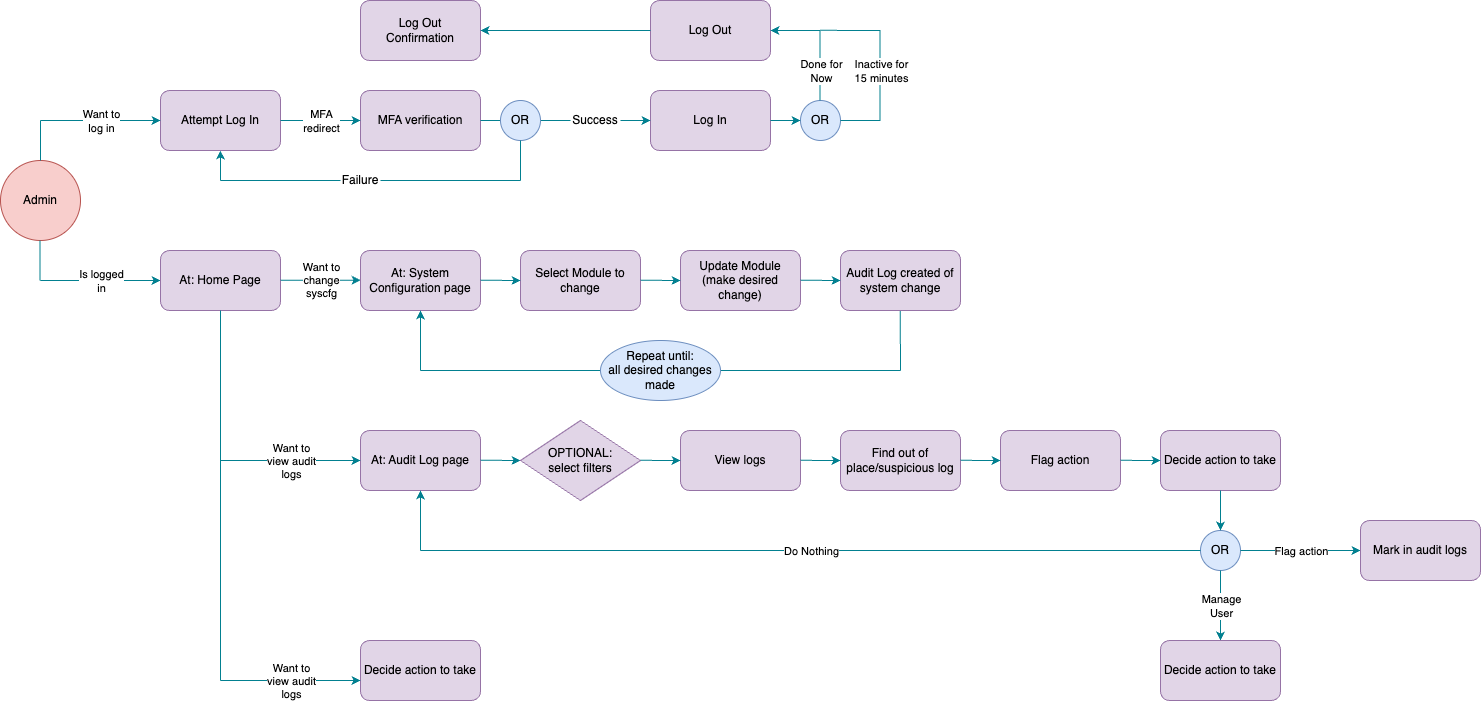 Log Out
Confirmation
Log Out
Done for
Now
Inactive for
15 minutes
Want to
log in
Attempt Log In
MFA
redirect
MFA verification
OR
Success
Log In
OR
Failure
Admin
Is logged
in
At: Home Page
Want to
change
syscfg
At: System
Configuration page
Select Module to
change
Update Module
(make desired
change)
Audit Log created of
system change
Repeat until:
all desired changes
made
Want to
view audit
logs
At: Audit Log page
OPTIONAL:
select filters
View logs
Find out of
place/suspicious log
Flag action
Decide action to take
Do Nothing
OR
Flag action
Mark in audit logs
Manage
User
Want to
view audit
logs
Decide action to take
Decide action to take